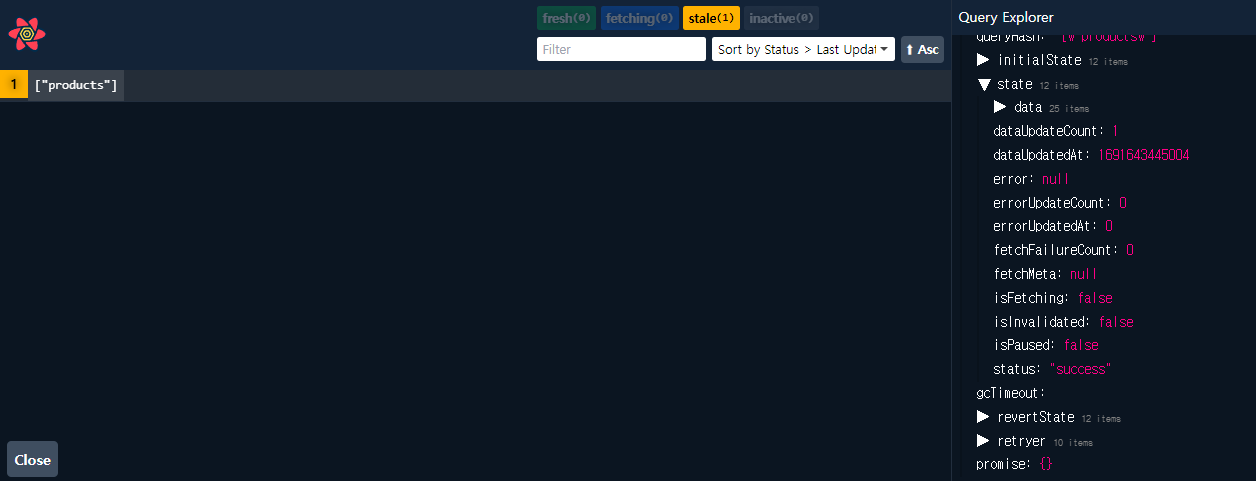 fresh(0) fetching(0) stale(1) inactive(0)
Filter
Sort by Status > Last Updat
⬆ Asc
1 ["products"]
Close
Query Explorer
queryHash: "[\"products\"]"
▶ initialState 12 items
▼ state 12 items
▶ data 25 items
dataUpdateCount: 1
dataUpdatedAt: 1691643445004
error: null
errorUpdateCount: 0
errorUpdatedAt: 0
fetchFailureCount: 0
fetchMeta: null
isFetching: false
isInvalidated: false
isPaused: false
status: "success"
gcTimeout:
▶ revertState 12 items
▶ retryer 10 items
promise: {}